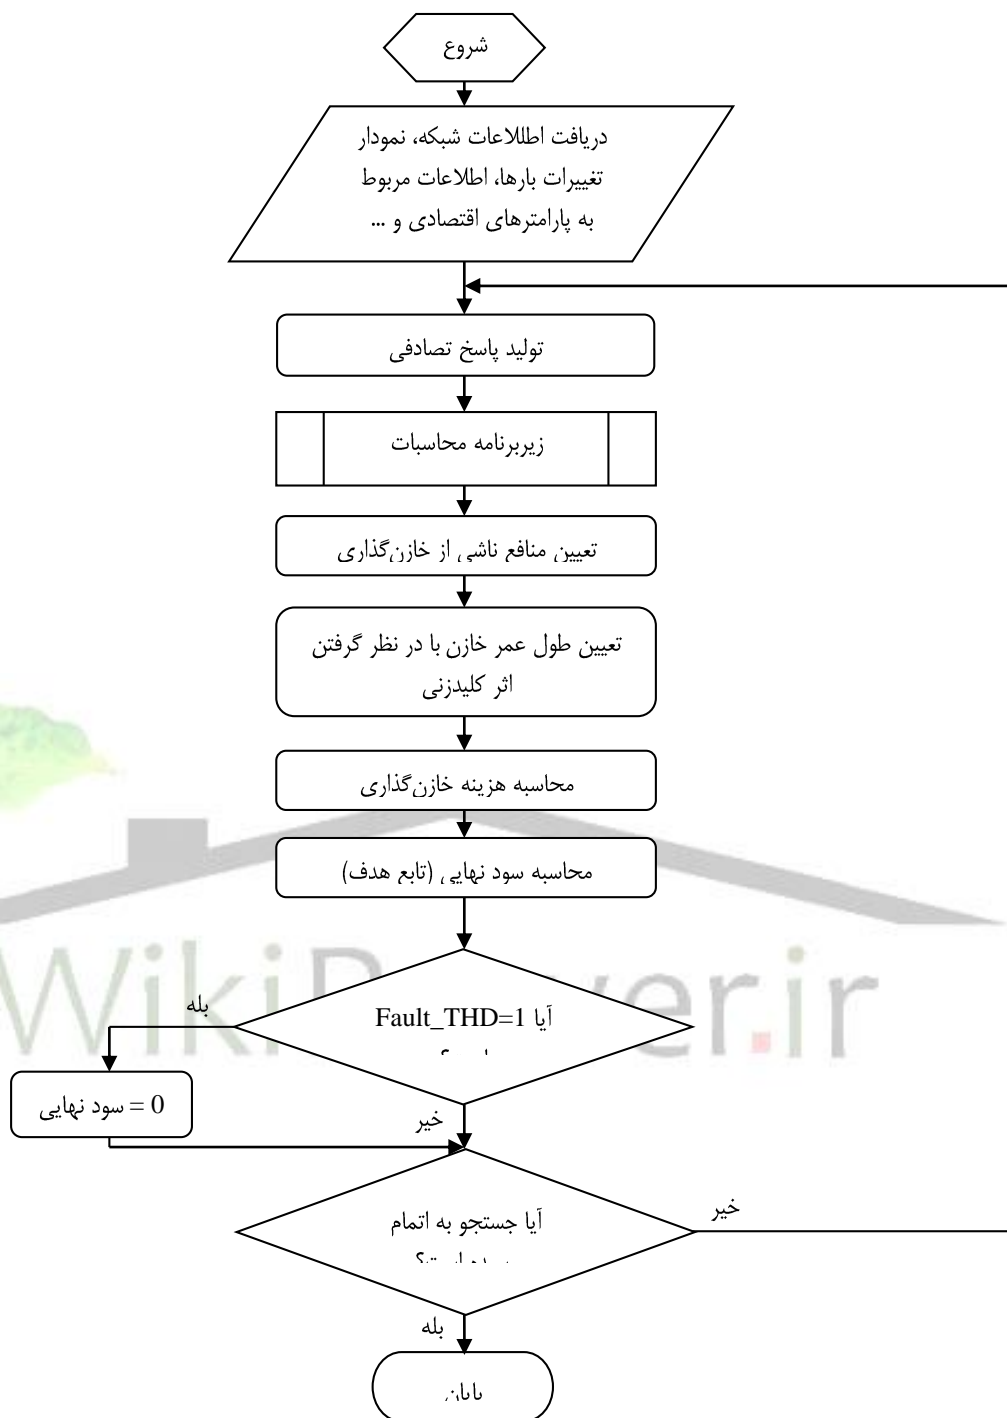 شروع
دریافت اطللاعات شبکه، نمودار
تغییرات بارها، اطلاعات مربوط
به پارامترهای اقتصادی و ...
تولید پاسخ تصادفی
زیربرنامه محاسبات
تعیین منافع ناشی از خازن‌گذاری
تعیین طول عمر خازن با در نظر گرفتن
اثر کلیدزنی
محاسبه هزینه خازن‌گذاری
محاسبه سود نهایی (تابع هدف)
آیا Fault_THD=1
بله
سود نهایی = 0
خیر
آیا جستجو به اتمام
خیر
بله
پایان
WikiPower.ir